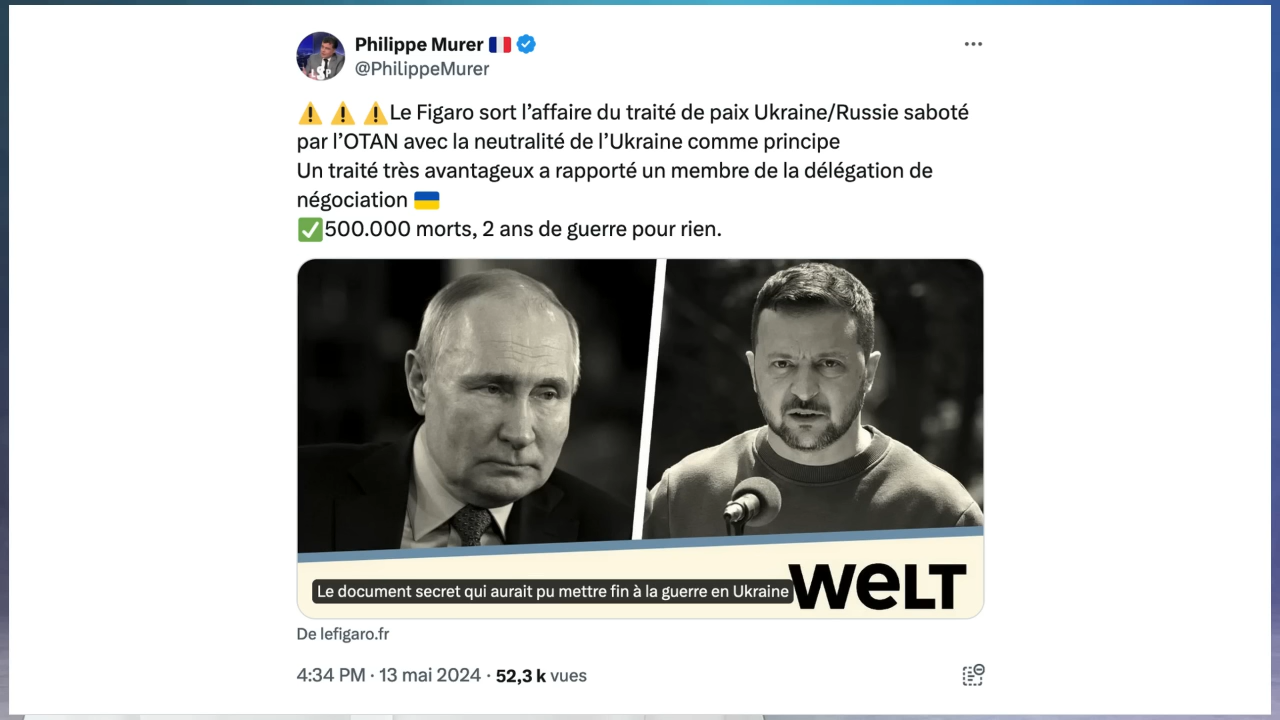 Philippe Murer 🇫🇷
@PhilippeMurer
⚠️ ⚠️ ⚠️Le Figaro sort l’affaire du traité de paix Ukraine/Russie saboté
par l’OTAN avec la neutralité de l’Ukraine comme principe
Un traité très avantageux a rapporté un membre de la délégation de
négociation 🇺🇦
✅500.000 morts, 2 ans de guerre pour rien.
Le document secret qui aurait pu mettre fin à la guerre en Ukraine
WELT
De lefigaro.fr
4:34 PM · 13 mai 2024 · 52,3 k vues